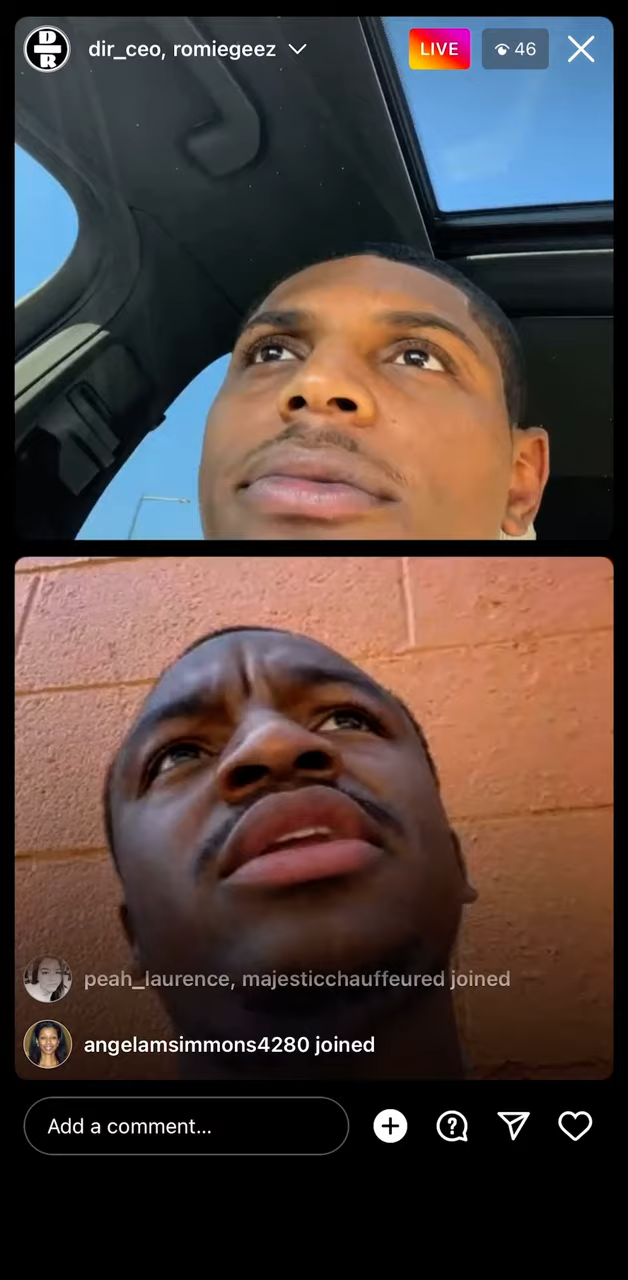 D
R
dir_ceo, romiegeez
LIVE
46
peah_laurence, majesticchauffeured joined
angelamsimmons4280 joined
Add a comment...